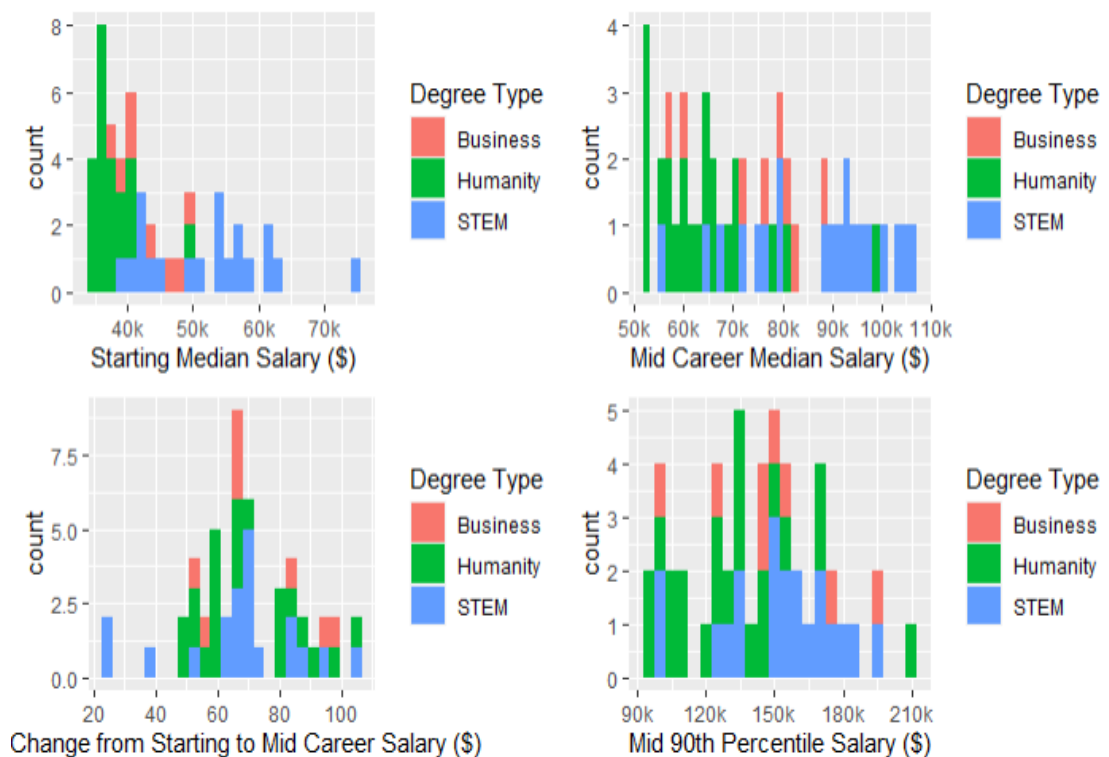 8
6
4
2
0
count
40k 50k 60k 70k
Starting Median Salary ($)
Degree Type
Business
Humanity
STEM
4
3
2
1
0
count
50k 60k 70k 80k 90k 100k 110k
Mid Career Median Salary ($)
Degree Type
Business
Humanity
STEM
7.5
5.0
2.5
0.0
count
20 40 60 80 100
Change from Starting to Mid Career Salary ($)
Degree Type
Business
Humanity
STEM
5
4
3
2
1
0
count
90k 120k 150k 180k 210k
Mid 90th Percentile Salary ($)
Degree Type
Business
Humanity
STEM